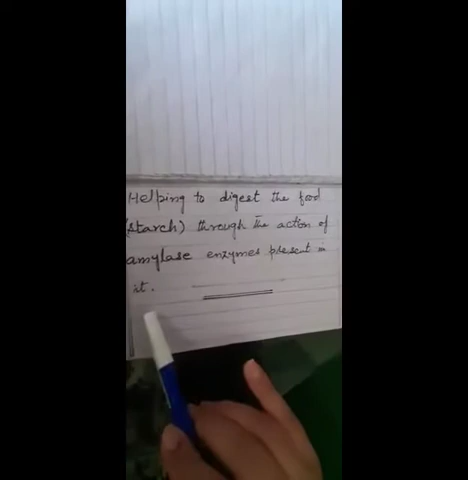 Helping to digest the food
(starch) through the action of
amylase enzymes present in
it.